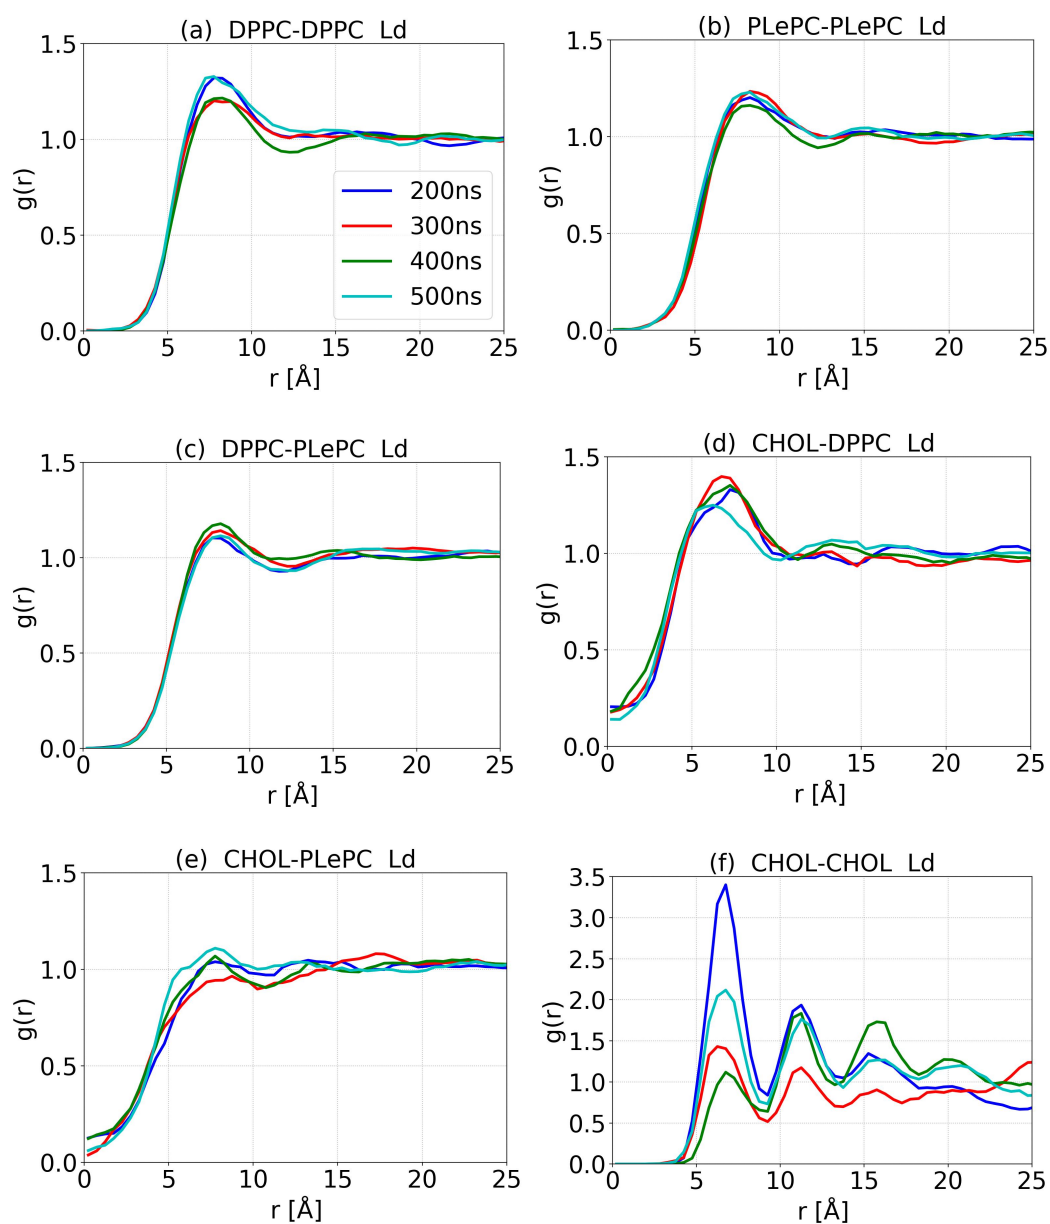 (a) DPPC-DPPC Ld
1.5
1.0
0.5
0.0
g(r)
200ns
300ns
400ns
500ns
0 5 10 15 20 25
r [Å]
(b) PLePC-PLePC Ld
1.5
1.0
0.5
0.0
g(r)
0 5 10 15 20 25
r [Å]
(c) DPPC-PLePC Ld
1.5
1.0
0.5
0.0
g(r)
0 5 10 15 20 25
r [Å]
(d) CHOL-DPPC Ld
1.5
1.0
0.5
0.0
g(r)
0 5 10 15 20 25
r [Å]
(e) CHOL-PLePC Ld
1.5
1.0
0.5
0.0
g(r)
0 5 10 15 20 25
r [Å]
(f) CHOL-CHOL Ld
3.5
3.0
2.5
2.0
1.5
1.0
0.5
0.0
g(r)
0 5 10 15 20 25
r [Å]